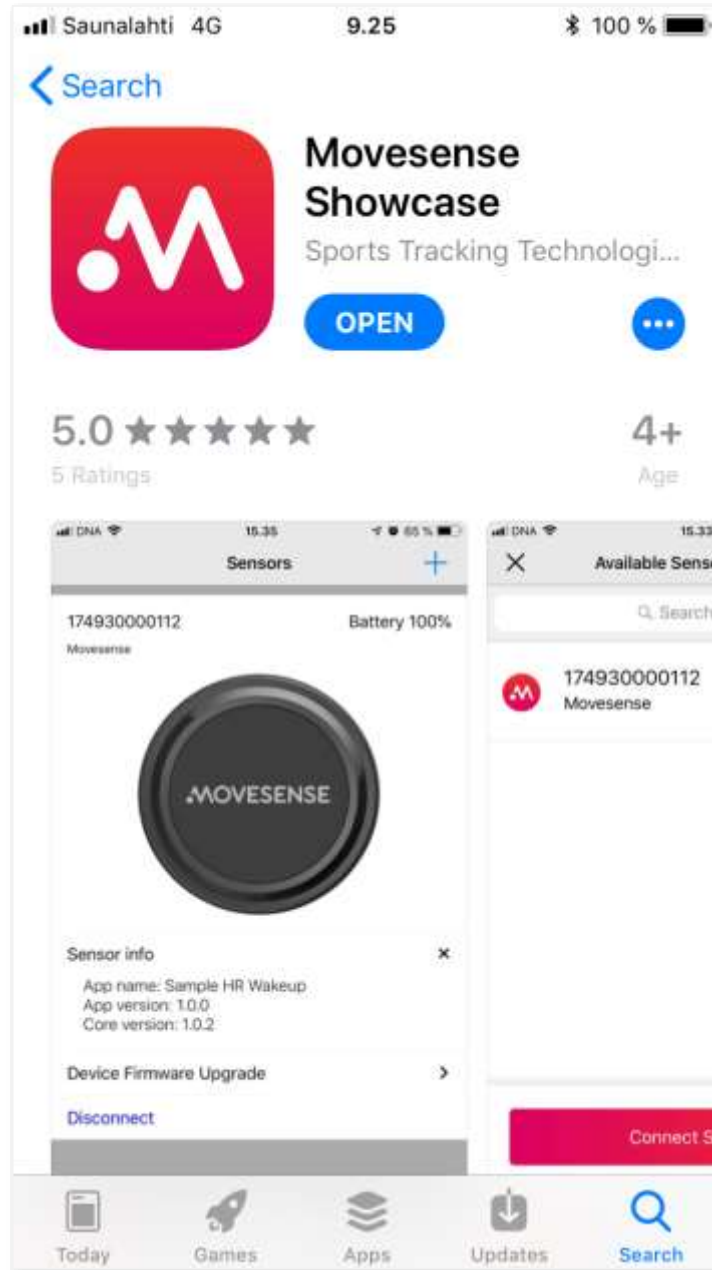 Saunalahti 4G 9.25 100 %
Search
Movesense
Showcase
Sports Tracking Technologi...
OPEN
5.0 4+
5 Ratings Age
DNA 15.35 65 %
Sensors
174930000112 Battery 100%
Movesense
MOVESENSE
Sensor info
App name: Sample HR Wakeup
App version: 1.0.0
Core version: 1.0.2
Device Firmware Upgrade
Disconnect
DNA 15.33
Available Senso
Search
174930000112
Movesense
Connect S
Today Games Apps Updates Search